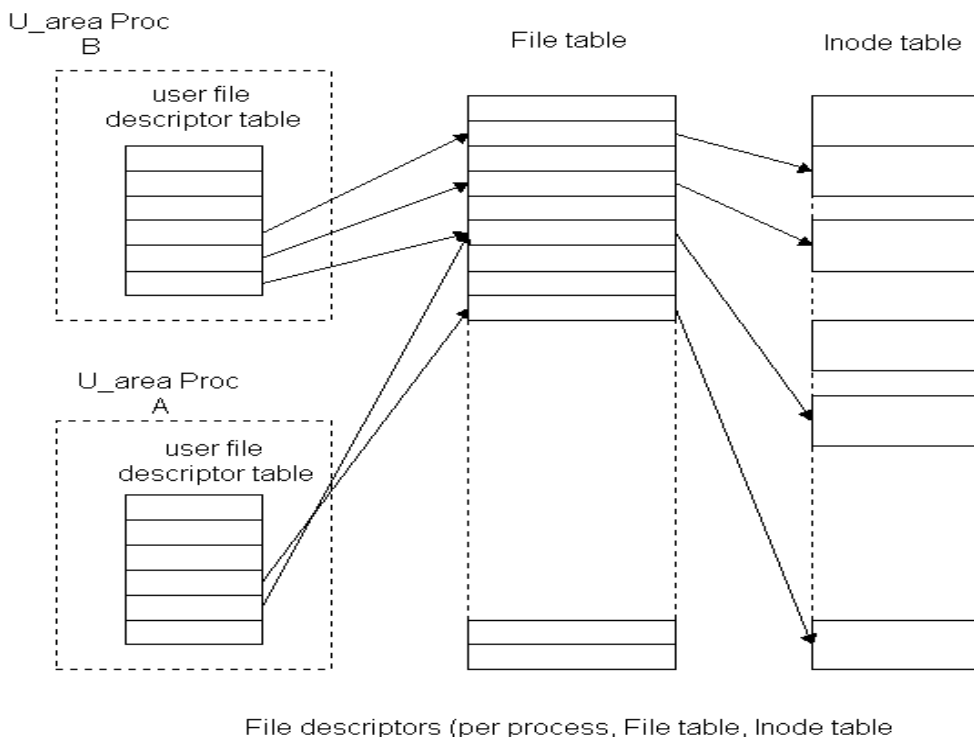 U_area Proc
B
File table
Inode table
user file
descriptor table
U_area Proc
A
user file
descriptor table
File descriptors (per process, File table, Inode table